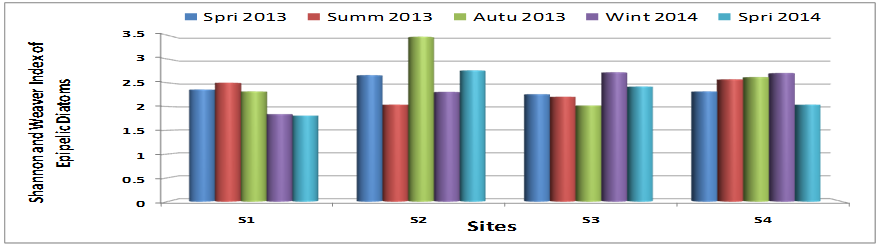 Spri 2013 Summ 2013 Autu 2013 Wint 2014 Spri 2014
Shannon and Weaver Index of
Epipelic Diatoms
3.5
3
2.5
2
1.5
1
0.5
0
S1 S2 S3 S4
Sites